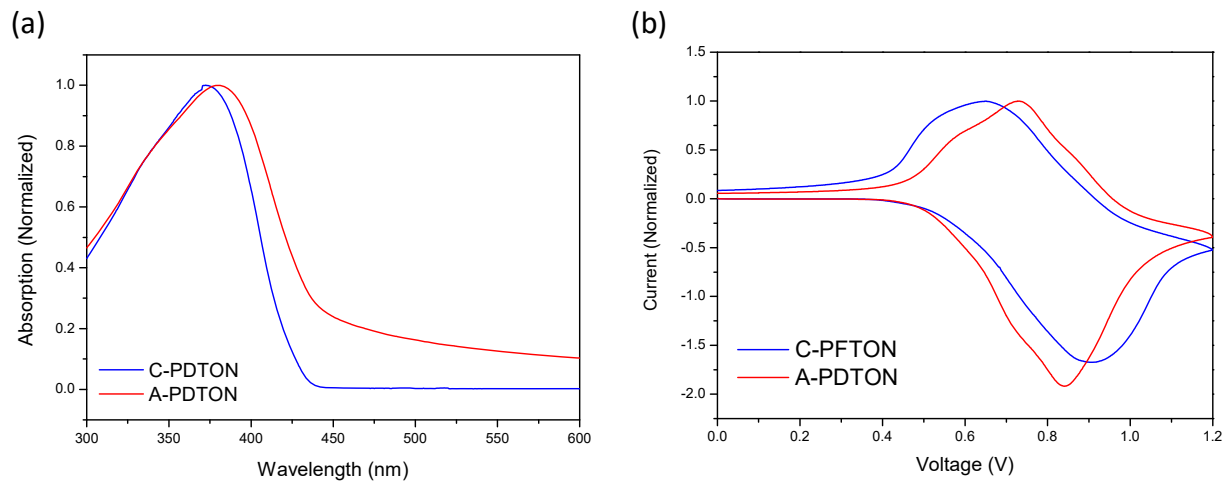 (a)
Absorption (Normalized)
1.0
0.8
0.6
0.4
0.2
0.0
C-PDTON
A-PDTON
300 350 400 450 500 550 600
Wavelength (nm)
(b)
Current (Normalized)
1.5
1.0
0.5
0.0
-0.5
-1.0
-1.5
-2.0
C-PFTON
A-PDTON
0.0 0.2 0.4 0.6 0.8 1.0 1.2
Voltage (V)